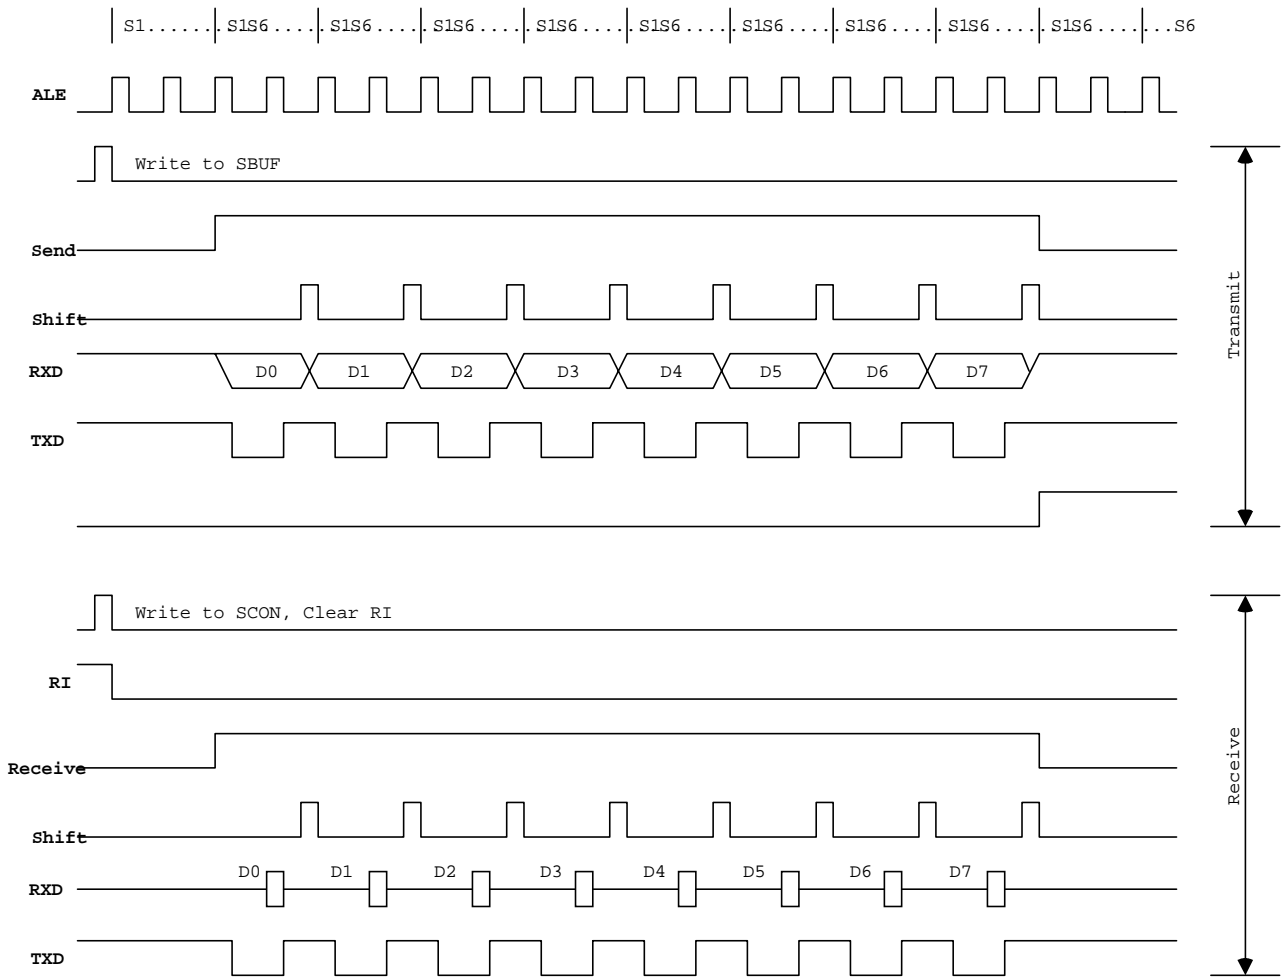 S1..........S1S6..........S1S6..........S1S6..........S1S6..........S1S6..........S1S6..........S1S6..........S1S6..........S1S6..........S6
ALE
Write to SBUF
Send
Shift
RXD D0 D1 D2 D3 D4 D5 D6 D7
TXD
Transmit
Write to SCON, Clear RI
RI
Receive
Shift
RXD D0 D1 D2 D3 D4 D5 D6 D7
TXD
Receive